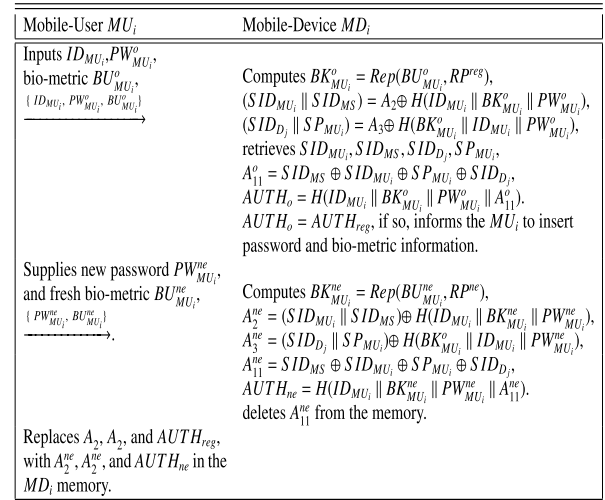 Mobile-User MU_i Mobile-Device MD_i
Inputs ID_{MU_i}, PW^o_{MU_i},
bio-metric BU^o_{MU_i},
{ ID_{MU_i}, PW^o_{MU_i}, BU^o_{MU_i}}
Computes BK^o_{MU_i} = Rep(BU^o_{MU_i}, RP^{reg}),
(SID_{MU_i} ∥ SID_{MS}) = A_2⊕ H(ID_{MU_i} ∥ BK^o_{MU_i} ∥ PW^o_{MU_i}),
(SID_{D_j} ∥ SP_{MU_i}) = A_3⊕ H(BK^o_{MU_i} ∥ ID_{MU_i} ∥ PW^o_{MU_i}),
retrieves SID_{MU_i}, SID_{MS}, SID_{D_j}, SP_{MU_i},
A^o_{11} = SID_{MS} ⊕ SID_{MU_i} ⊕ SP_{MU_i} ⊕ SID_{D_j},
AUTH_o = H(ID_{MU_i} ∥ BK^o_{MU_i} ∥ PW^o_{MU_i} ∥ A^o_{11}).
AUTH_o = AUTH_{reg}, if so, informs the MU_i to insert
password and bio-metric information.
Supplies new password PW^{ne}_{MU_i},
and fresh bio-metric BU^{ne}_{MU_i},
{ PW^{ne}_{MU_i}, BU^{ne}_{MU_i}}
.
Computes BK^{ne}_{MU_i} = Rep(BU^{ne}_{MU_i}, RP^{ne}),
A^{ne}_2 = (SID_{MU_i} ∥ SID_{MS})⊕ H(ID_{MU_i} ∥ BK^{ne}_{MU_i} ∥ PW^{ne}_{MU_i}),
A^{ne}_3 = (SID_{D_j} ∥ SP_{MU_i})⊕ H(BK^o_{MU_i} ∥ ID_{MU_i} ∥ PW^{ne}_{MU_i}),
A^{ne}_{11} = SID_{MS} ⊕ SID_{MU_i} ⊕ SP_{MU_i} ⊕ SID_{D_j},
AUTH_{ne} = H(ID_{MU_i} ∥ BK^{ne}_{MU_i} ∥ PW^{ne}_{MU_i} ∥ A^{ne}_{11}).
deletes A^{ne}_{11} from the memory.
Replaces A_2, A_2, and AUTH_{reg},
with A^{ne}_2, A^{ne}_2, and AUTH_{ne} in the
MD_i memory.